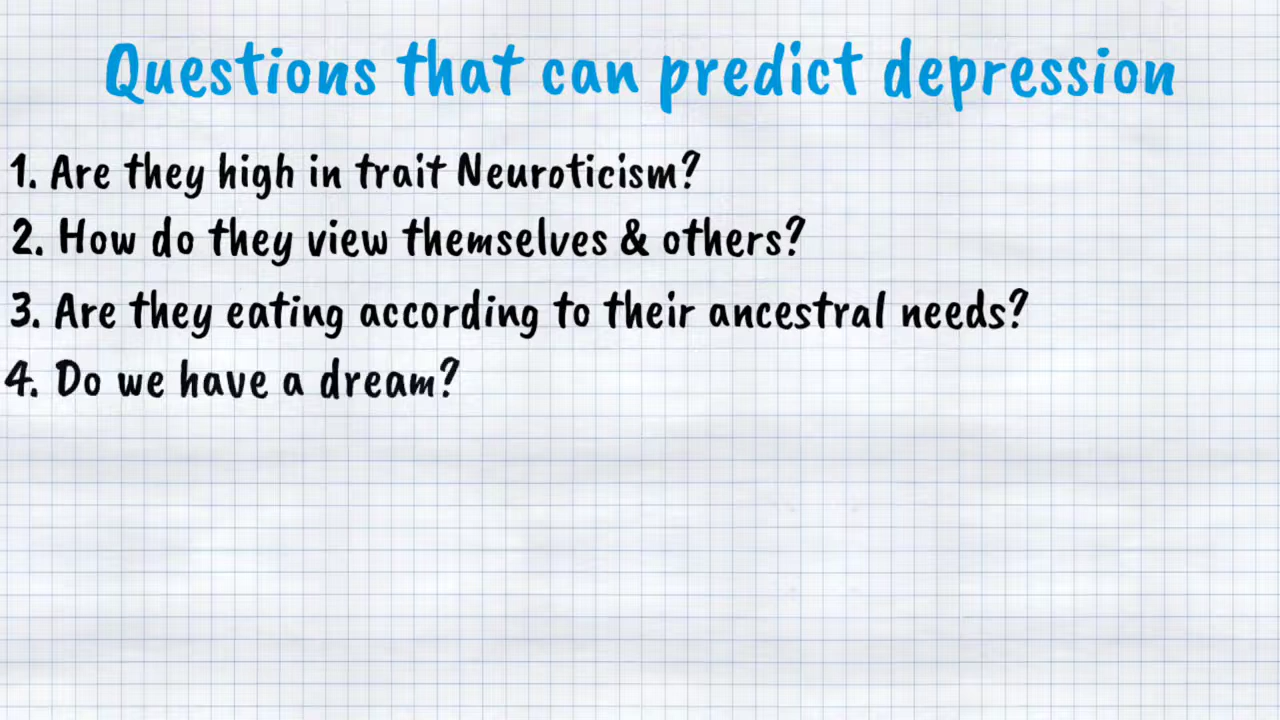 Questions that can predict depression
1. Are they high in trait Neuroticism?
2. How do they view themselves & others?
3. Are they eating according to their ancestral needs?
4. Do we have a dream?